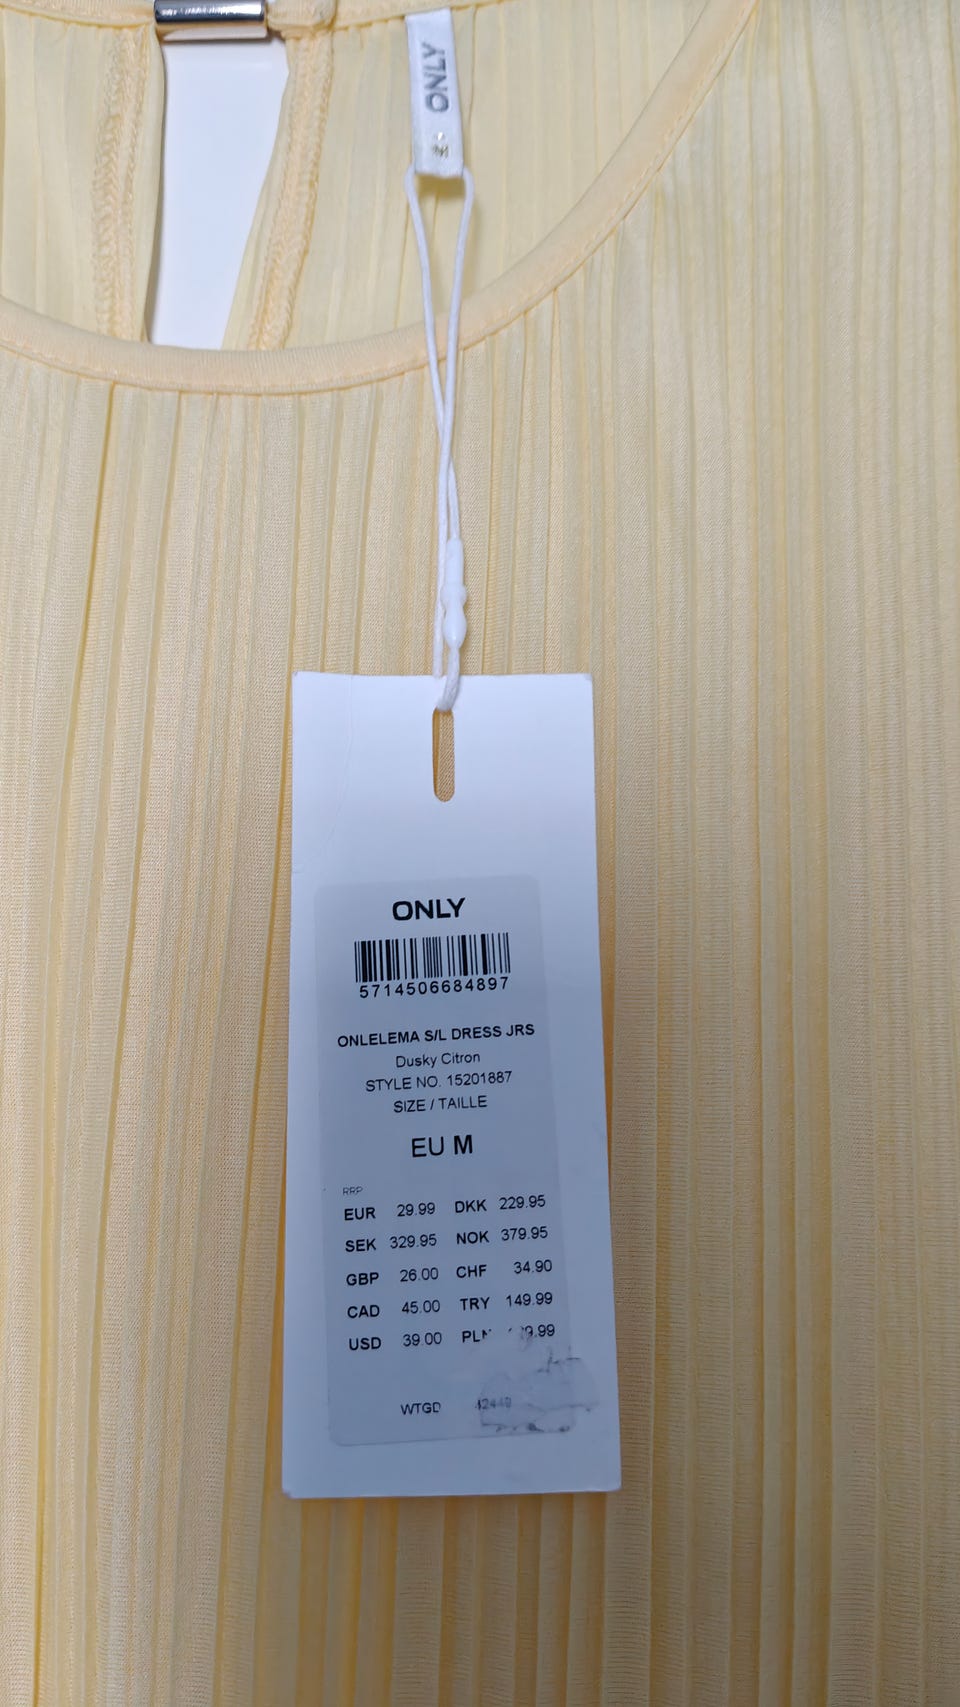 ONLY
ONLY
5714506684897
ONLELEMA S/L DRESS JRS
Dusky Citron
STYLE NO. 15201887
SIZE / TAILLE
EU M
RRP
EUR 29.99 DKK 229.95
SEK 329.95 NOK 379.95
GBP 26.00 CHF 34.90
CAD 45.00 TRY 149.99
USD 39.00
WTGD